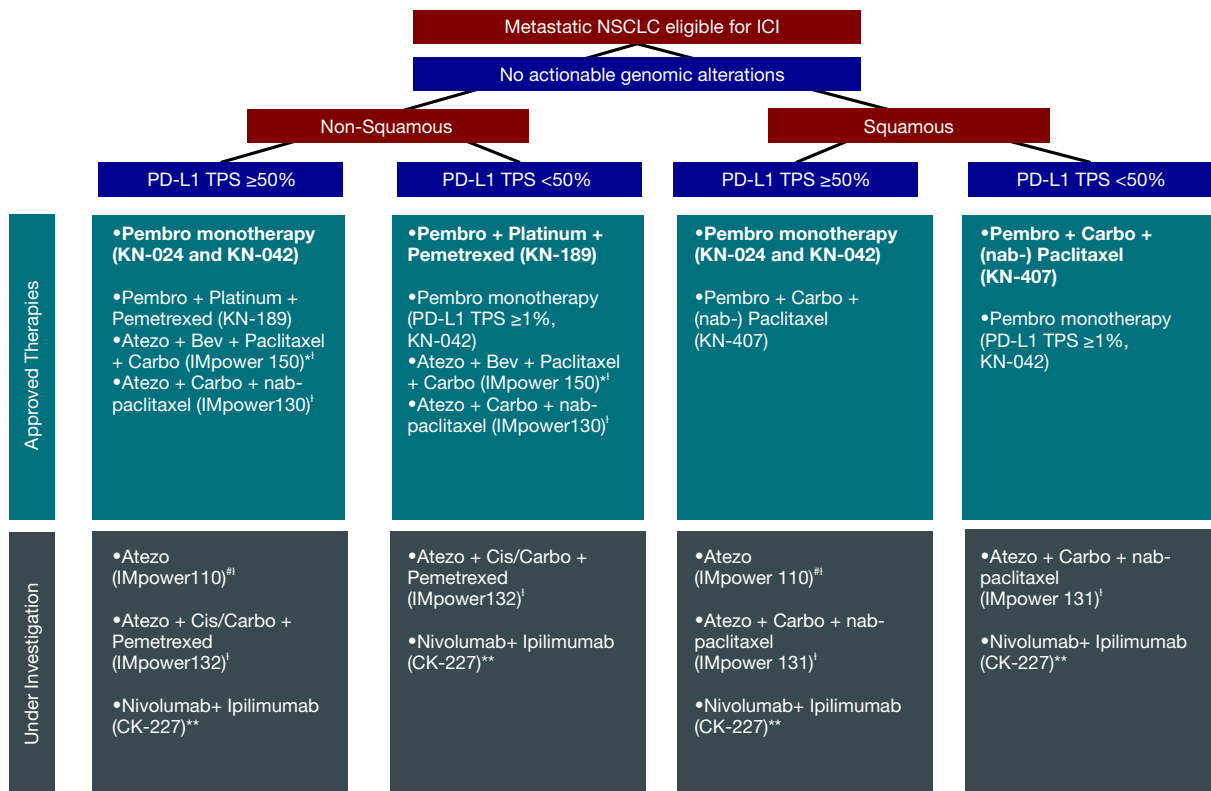 Metastatic NSCLC eligible for ICI
No actionable genomic alterations
Non-Squamous
Squamous
PD-L1 TPS ≥50%
PD-L1 TPS <50%
PD-L1 TPS ≥50%
PD-L1 TPS <50%
Approved Therapies
•Pembro monotherapy
(KN-024 and KN-042)
•Pembro + Platinum +
Pemetrexed (KN-189)
•Atezo + Bev + Paclitaxel
+ Carbo (IMpower 150)*ƚ
•Atezo + Carbo + nab-
paclitaxel (IMpower130)ƚ
•Pembro + Platinum +
Pemetrexed (KN-189)
•Pembro monotherapy
(PD-L1 TPS ≥1%,
KN-042)
•Atezo + Bev + Paclitaxel
+ Carbo (IMpower 150)*ƚ
•Atezo + Carbo + nab-
paclitaxel (IMpower130)ƚ
•Pembro monotherapy
(KN-024 and KN-042)
•Pembro + Carbo +
(nab-) Paclitaxel
(KN-407)
•Pembro + Carbo +
(nab-) Paclitaxel
(KN-407)
•Pembro monotherapy
(PD-L1 TPS ≥1%,
KN-042)
Under Investigation
•Atezo
(IMpower110)#ƚ
•Atezo + Cis/Carbo +
Pemetrexed
(IMpower132)ƚ
•Nivolumab+ Ipilimumab
(CK-227)**
•Atezo + Cis/Carbo +
Pemetrexed
(IMpower132)ƚ
•Nivolumab+ Ipilimumab
(CK-227)**
•Atezo
(IMpower 110)#ƚ
•Atezo + Carbo + nab-
paclitaxel
(IMpower 131)ƚ
•Nivolumab+ Ipilimumab
(CK-227)**
•Atezo + Carbo + nab-
paclitaxel
(IMpower 131)ƚ
•Nivolumab+ Ipilimumab
(CK-227)**